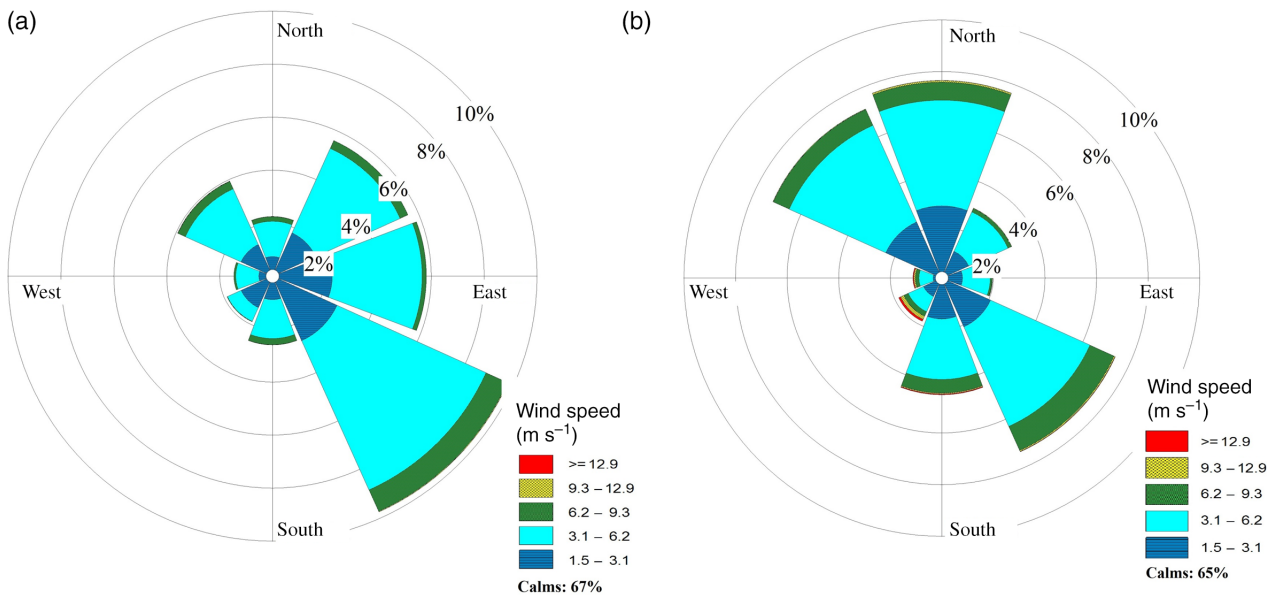 (a)
North
10%
8%
6%
4%
2%
West
East
South
Wind speed
(m s⁻¹)
>= 12.9
9.3 – 12.9
6.2 – 9.3
3.1 – 6.2
1.5 – 3.1
Calms: 67%
(b)
North
10%
8%
6%
4%
2%
West
East
South
Wind speed
(m s⁻¹)
>= 12.9
9.3 – 12.9
6.2 – 9.3
3.1 – 6.2
1.5 – 3.1
Calms: 65%